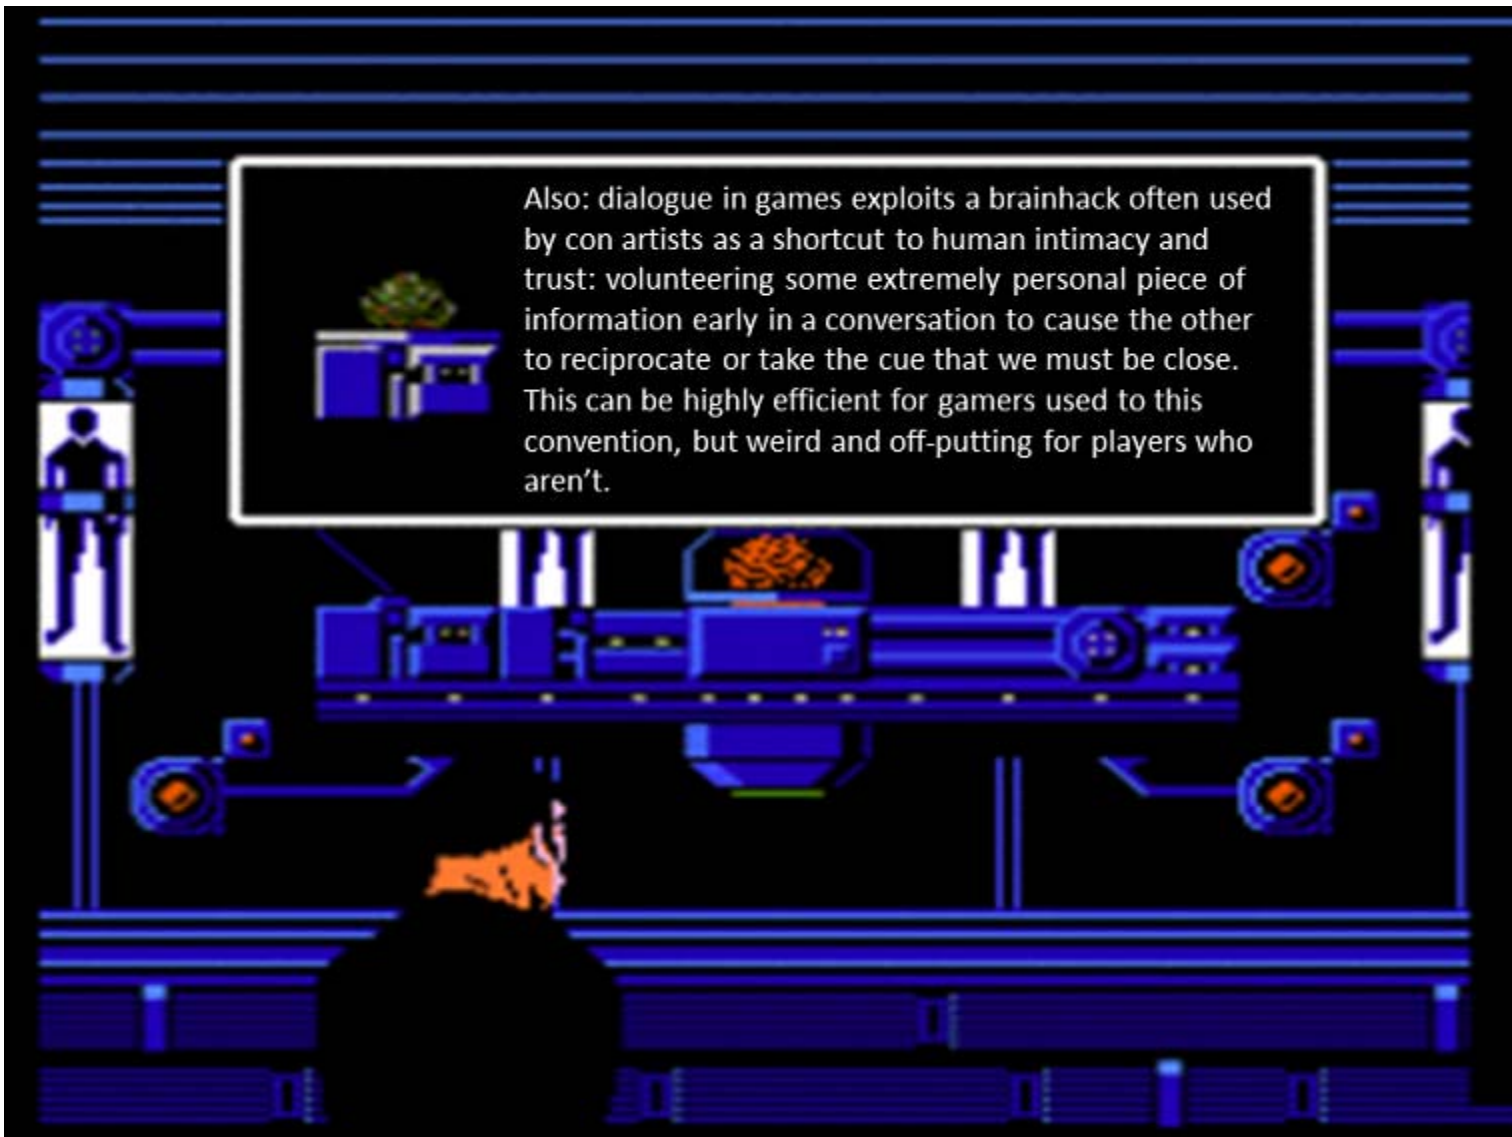 Also: dialogue in games exploits a brainhack often used
by con artists as a shortcut to human intimacy and
trust: volunteering some extremely personal piece of
information early in a conversation to cause the other
to reciprocate or take the cue that we must be close.
This can be highly efficient for gamers used to this
convention, but weird and off-putting for players who
aren’t.